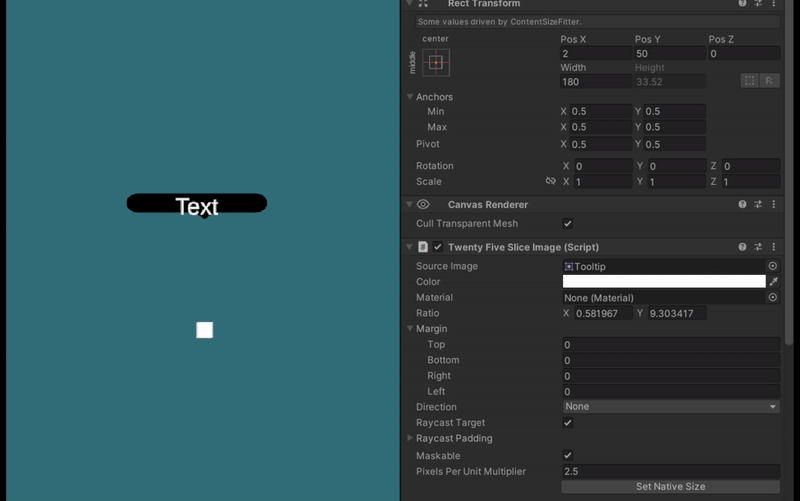 Rect Transform
Some values driven by ContentSizeFitter.
center
middle
Pos X Pos Y Pos Z
2 50 0
Width Height
180 33.52
R
Anchors
Min X 0.5 Y 0.5
Max X 0.5 Y 0.5
Pivot X 0.5 Y 0.5
Rotation X 0 Y 0 Z 0
Scale X 1 Y 1 Z 1
Text
Canvas Renderer
Cull Transparent Mesh
# Twenty Five Slice Image (Script)
Source Image Tooltip
Color
Material None (Material)
Ratio X 0.581967 Y 9.303417
Margin
Top 0
Bottom 0
Right 0
Left 0
Direction None
Raycast Target
Raycast Padding
Maskable
Pixels Per Unit Multiplier 2.5
Set Native Size